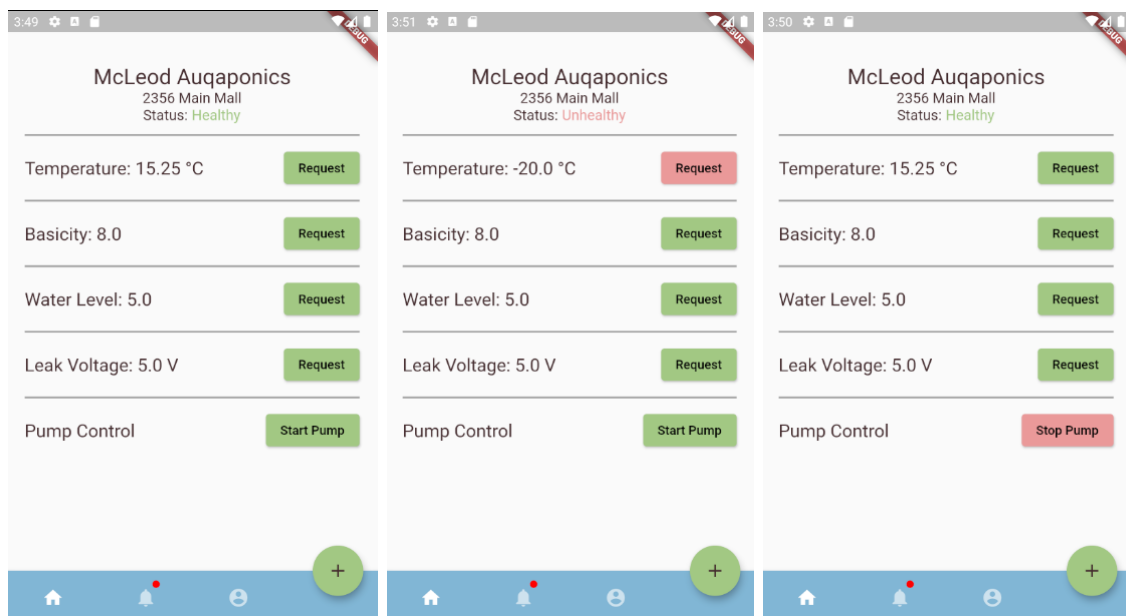 3:49
DEBUG
McLeod Auqaponics
2356 Main Mall
Status: Healthy
Temperature: 15.25 °C
Request
Basicity: 8.0
Request
Water Level: 5.0
Request
Leak Voltage: 5.0 V
Request
Pump Control
Start Pump
+
3:51
DEBUG
McLeod Auqaponics
2356 Main Mall
Status: Unhealthy
Temperature: -20.0 °C
Request
Basicity: 8.0
Request
Water Level: 5.0
Request
Leak Voltage: 5.0 V
Request
Pump Control
Start Pump
+
3:50
DEBUG
McLeod Auqaponics
2356 Main Mall
Status: Healthy
Temperature: 15.25 °C
Request
Basicity: 8.0
Request
Water Level: 5.0
Request
Leak Voltage: 5.0 V
Request
Pump Control
Stop Pump
+